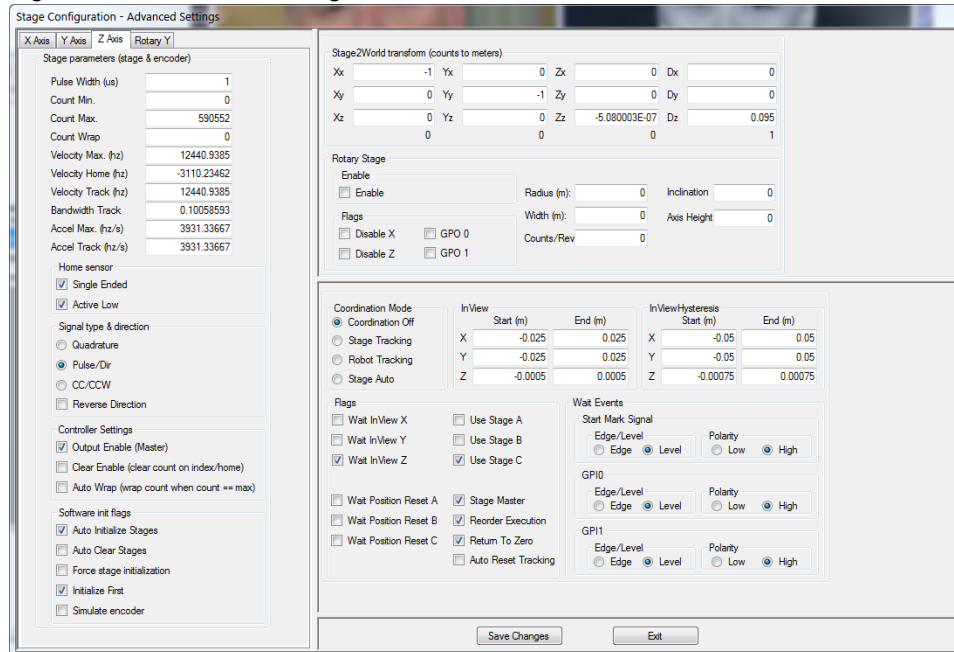 Stage Configuration - Advanced Settings
X Axis Y Axis Z Axis Rotary Y
Stage parameters (stage & encoder)
Pulse Width (us) 1
Count Min. 0
Count Max. 590552
Count Wrap 0
Velocity Max. (hz) 12440.9385
Velocity Home (hz) -3110.23462
Velocity Track (hz) 12440.9385
Bandwidth Track 0.10058593
Accel Max. (hz/s) 3931.33667
Accel Track (hz/s) 3931.33667
Home sensor
Single Ended
Active Low
Signal type & direction
Quadrature
Pulse/Dir
CC/CCW
Reverse Direction
Controller Settings
Output Enable (Master)
Clear Enable (clear count on index/home)
Auto Wrap (wrap count when count == max)
Software init flags
Auto Initialize Stages
Auto Clear Stages
Force stage initialization
Initialize First
Simulate encoder
Stage2World transform (counts to meters)
Xx -1 Yx 0 Zx 0 Dx 0
Xy 0 Yy -1 Zy 0 Dy 0
Xz 0 Yz 0 Zz -5.080003E-07 Dz 0.095
0 0 0 1
Rotary Stage
Enable
Enable Radius (m): 0 Inclination 0
Flags Width (m): 0 Axis Height 0
Disable X GPO 0 Counts/Rev 0
Disable Z GPO 1
Coordination Mode
Coordination Off
Stage Tracking
Robot Tracking
Stage Auto
InView
Start (m) End (m)
X -0.025 0.025
Y -0.025 0.025
Z -0.0005 0.0005
InViewHysteresis
Start (m) End (m)
X -0.05 0.05
Y -0.05 0.05
Z -0.00075 0.00075
Flags
Wait InView X Use Stage A
Wait InView Y Use Stage B
Wait InView Z Use Stage C
Wait Position Reset A Stage Master
Wait Position Reset B Reorder Execution
Wait Position Reset C Return To Zero
Auto Reset Tracking
Wait Events
Start Mark Signal
Edge/Level Polarity
Edge Level Low High
GPI0
Edge/Level Polarity
Edge Level Low High
GPI1
Edge/Level Polarity
Edge Level Low High
Save Changes Exit